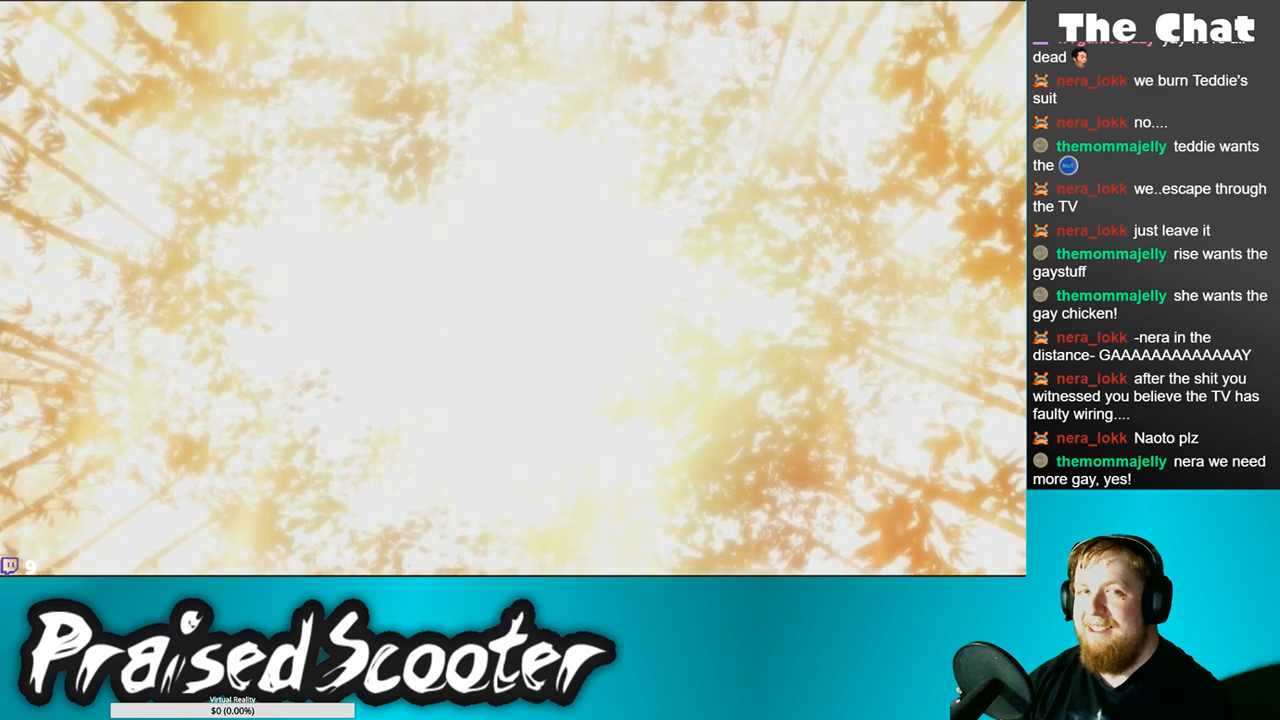 The Chat
dead
nera_lokk we burn Teddie's
suit
nera_lokk no....
themommajelly teddie wants
the NUT
nera_lokk we..escape through
the TV
nera_lokk just leave it
themommajelly rise wants the
gaystuff
themommajelly she wants the
gay chicken!
nera_lokk -nera in the
distance- GAAAAAAAAAAAAAY
nera_lokk after the shit you
witnessed you believe the TV has
faulty wiring....
nera_lokk Naoto plz
themommajelly nera we need
more gay, yes!
9
PraisedScooter
Virtual Reality
$0 (0.00%)